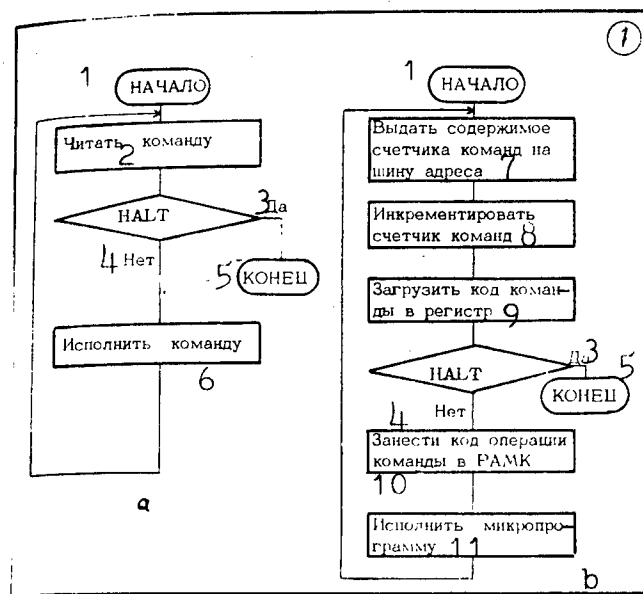 1
1
НАЧАЛО
Читать команду
2
HALT
3
Да
4 Нет
5
КОНЕЦ
Исполнить команду
6
a
1
НАЧАЛО
Выдать содержимое
счетчика команд на
шину адреса 7
Инкрементировать
счетчик команд 8
Загрузить код коман-
ды в регистр 9
HALT
Да
3
5
КОНЕЦ
Нет
4
Занести код операции
команды в РАМК
10
Исполнить микропро-
грамму 11
b